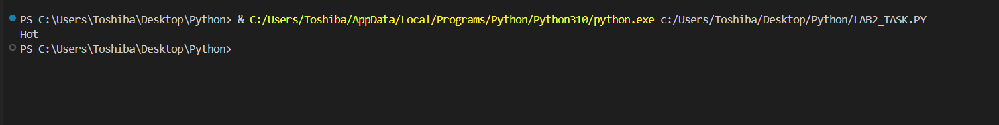 PS C:\Users\Toshiba\Desktop\Python> & C:/Users/Toshiba/AppData/Local/Programs/Python/Python310/python.exe c:/Users/Toshiba/Desktop/Python/LAB2_TASK.PY
Hot
PS C:\Users\Toshiba\Desktop\Python>